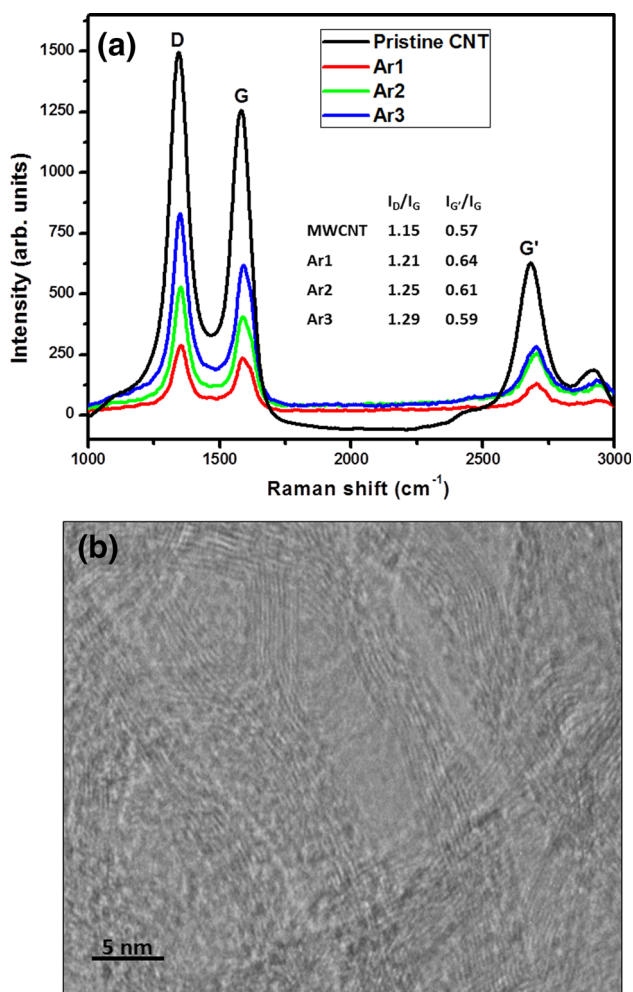 (a)
D
G
G'
Pristine CNT
Ar1
Ar2
Ar3
I_D/I_G I_G'/I_G
MWCNT 1.15 0.57
Ar1 1.21 0.64
Ar2 1.25 0.61
Ar3 1.29 0.59
Intensity (arb. units)
1500
1250
1000
750
500
250
0
1000 1500 2000 2500 3000
Raman shift (cm⁻¹)
(b)
5 nm